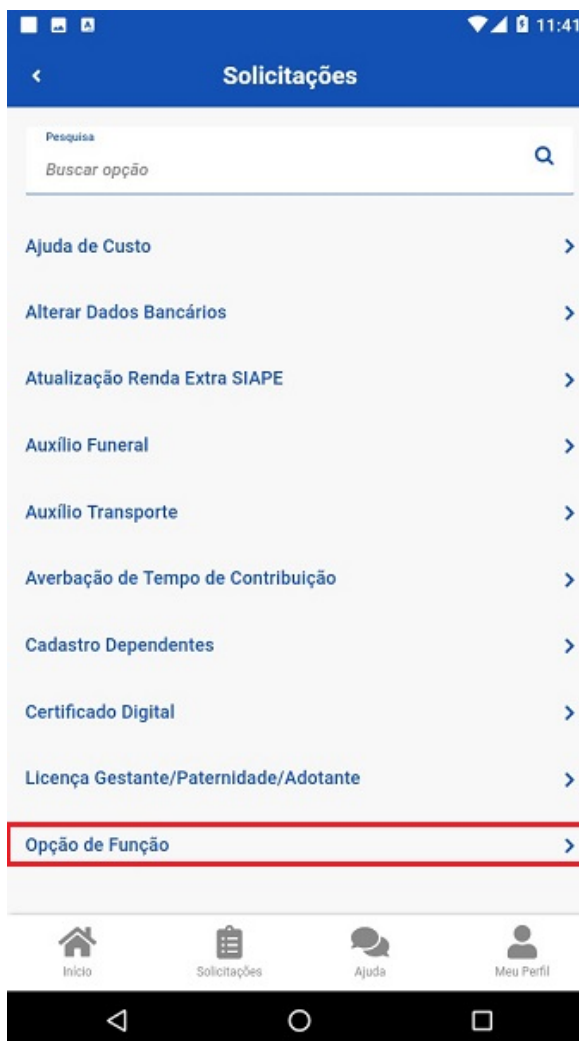 11:41
Solicitações
Pesquisa
Buscar opção
Ajuda de Custo
Alterar Dados Bancários
Atualização Renda Extra SIAPE
Auxílio Funeral
Auxílio Transporte
Averbação de Tempo de Contribuição
Cadastro Dependentes
Certificado Digital
Licença Gestante/Paternidade/Adotante
Opção de Função
Início Solicitações Ajuda Meu Perfil